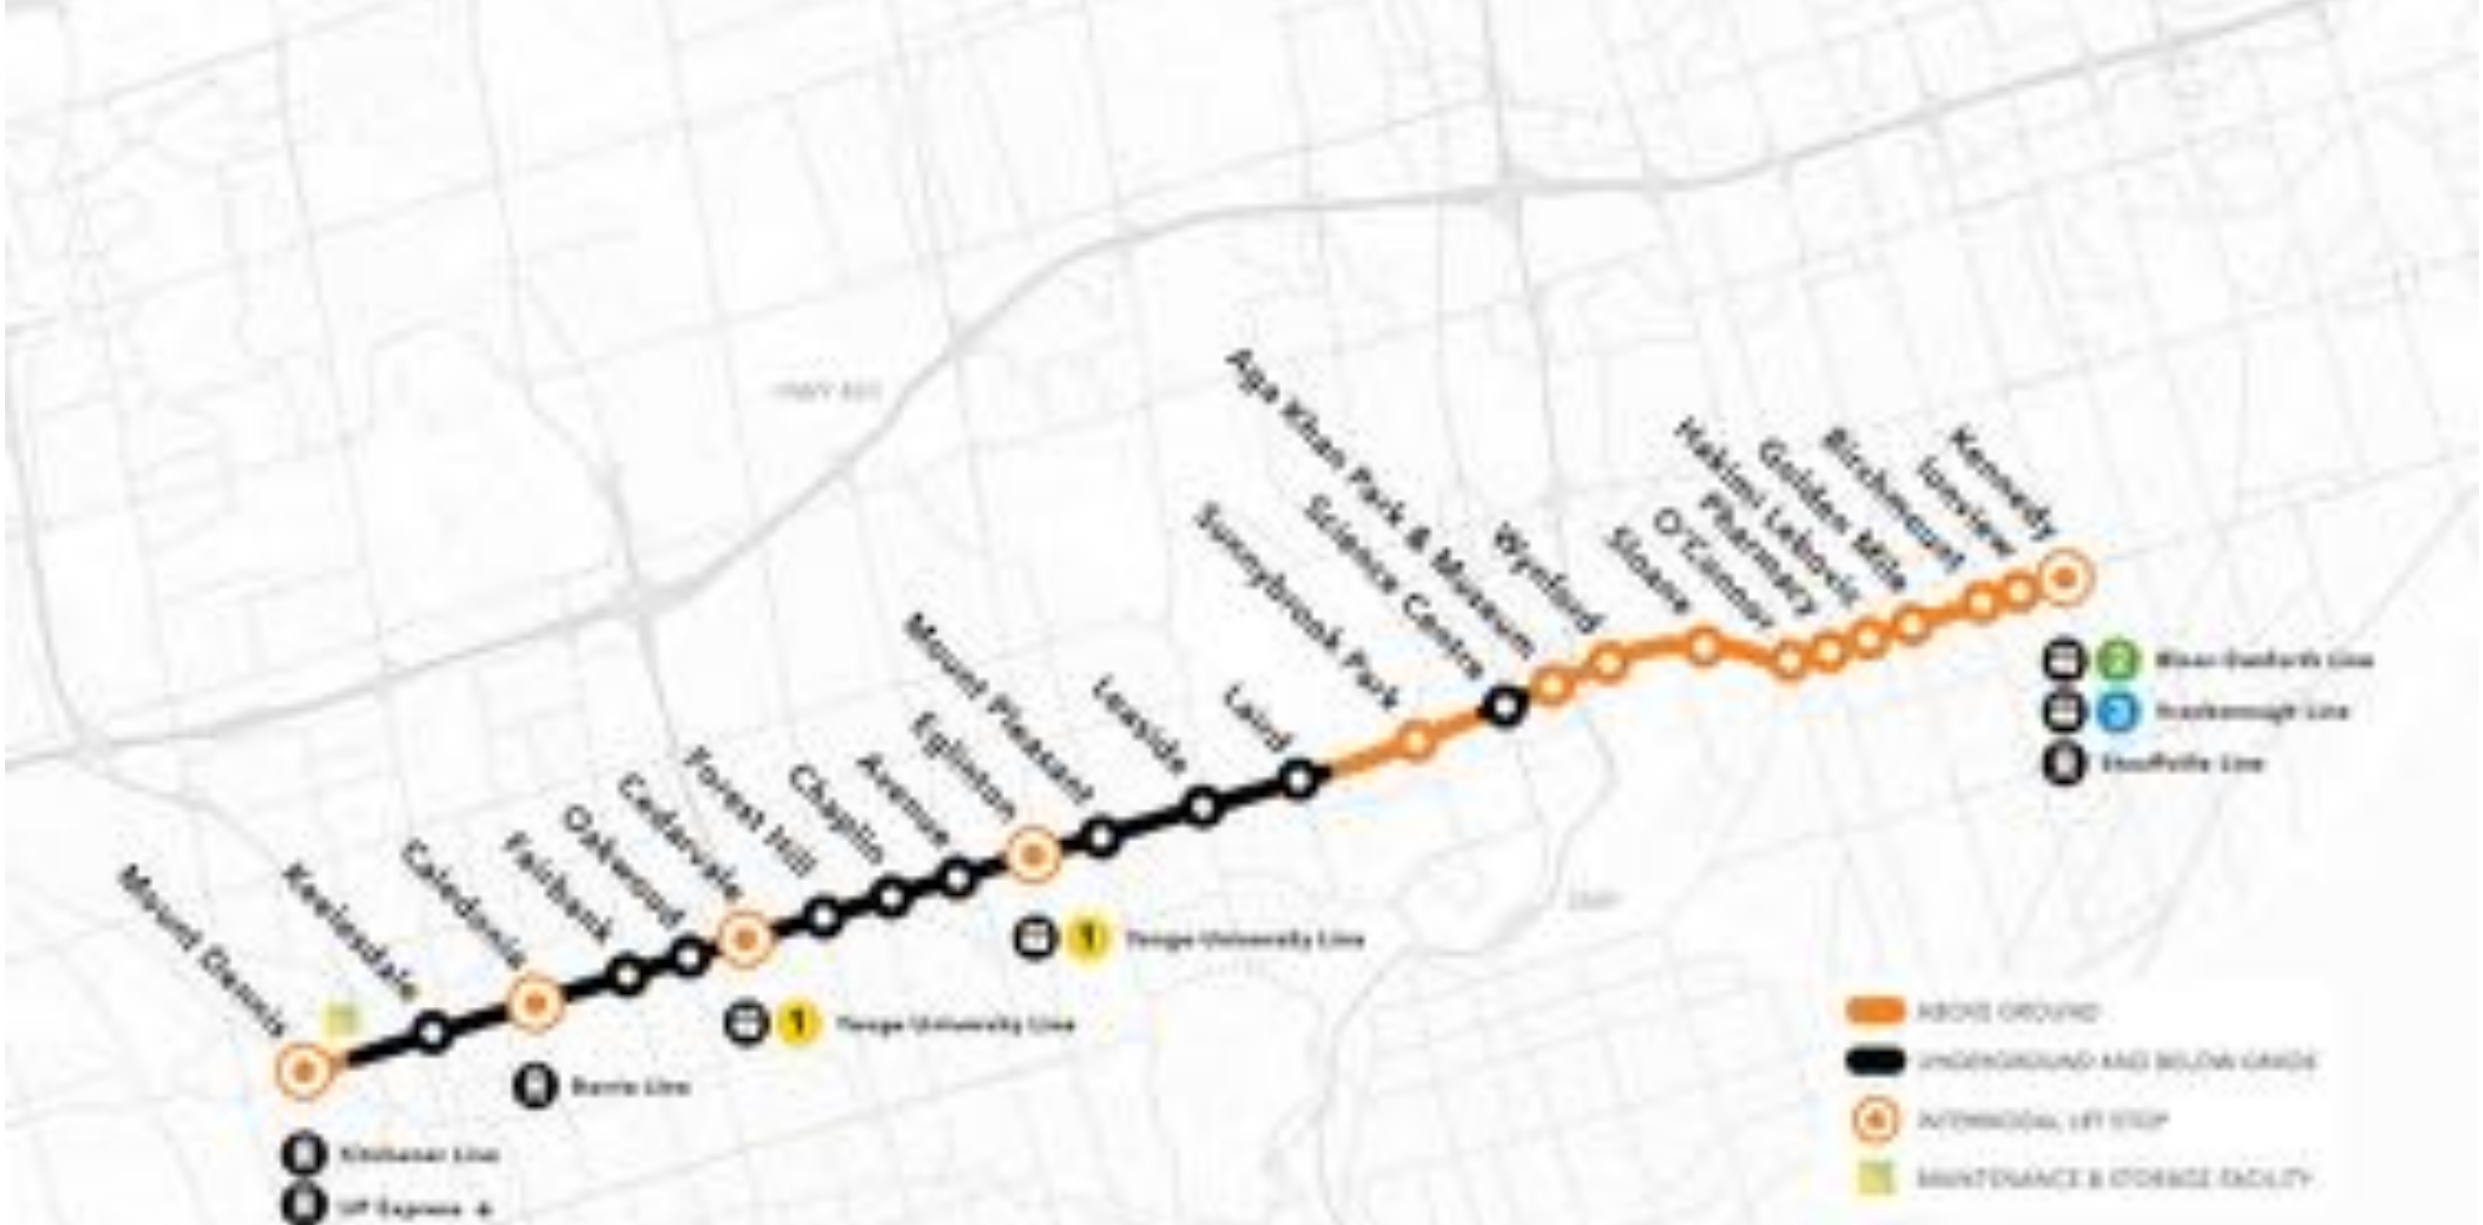 HWY 401
Aga Khan Park & Museum
Science Centre
Sunnybrook Park
Wynford
Sloane
O'Connor
Pharmacy
Hakimi Lebovic
Golden Mile
Birchmount
Ionview
Kennedy
Mount Pleasant
Leaside
Laird
Eglinton
Avenue
Chaplin
Forest Hill
Cedarvale
Oakwood
Fairbank
Caledonia
Keelesdale
Mount Dennis
2 Bloor-Danforth Line
3 Scarborough Line
Stouffville Line
1 Yonge-University Line
1 Yonge-University Line
Barrie Line
Kitchener Line
UP Express
ABOVE GROUND
UNDERGROUND AND BELOW GRADE
INTERMODAL LRT STOP
MAINTENANCE & STORAGE FACILITY